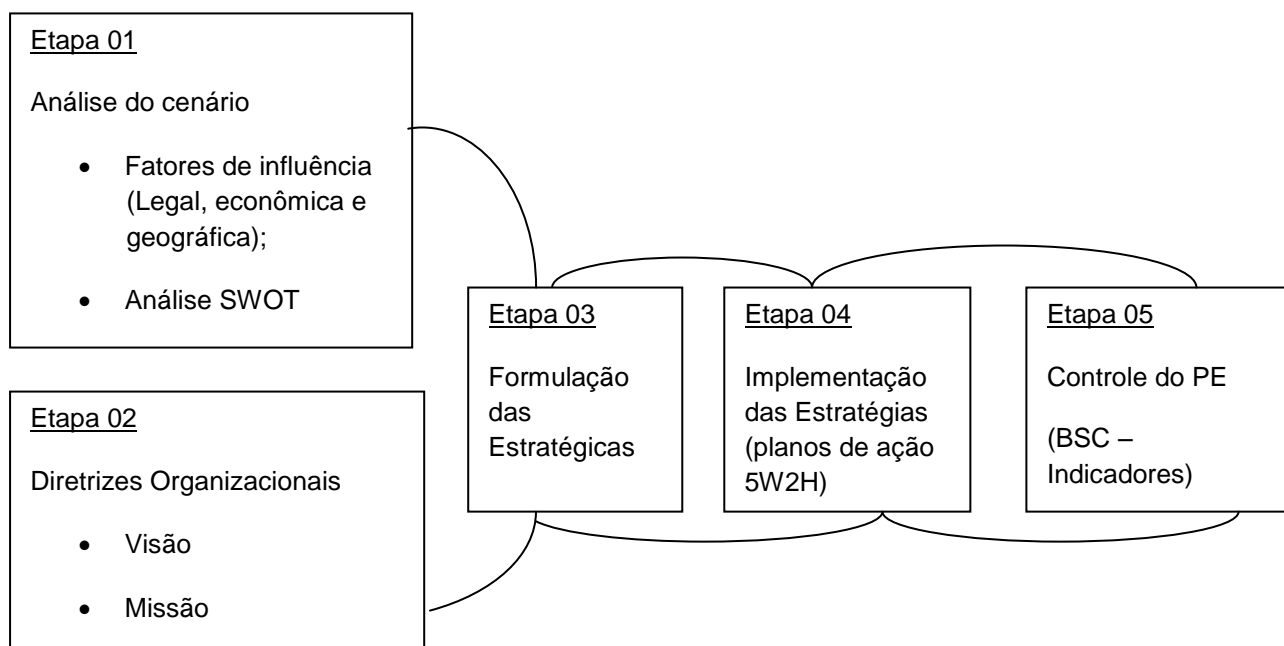 Etapa 01
Análise do cenário
• Fatores de influência
(Legal, econômica e
geográfica);
• Análise SWOT
Etapa 02
Diretrizes Organizacionais
• Visão
• Missão
Etapa 03
Formulação
das
Estratégicas
Etapa 04
Implementação
das Estratégias
(planos de ação
5W2H)
Etapa 05
Controle do PE
(BSC –
Indicadores)